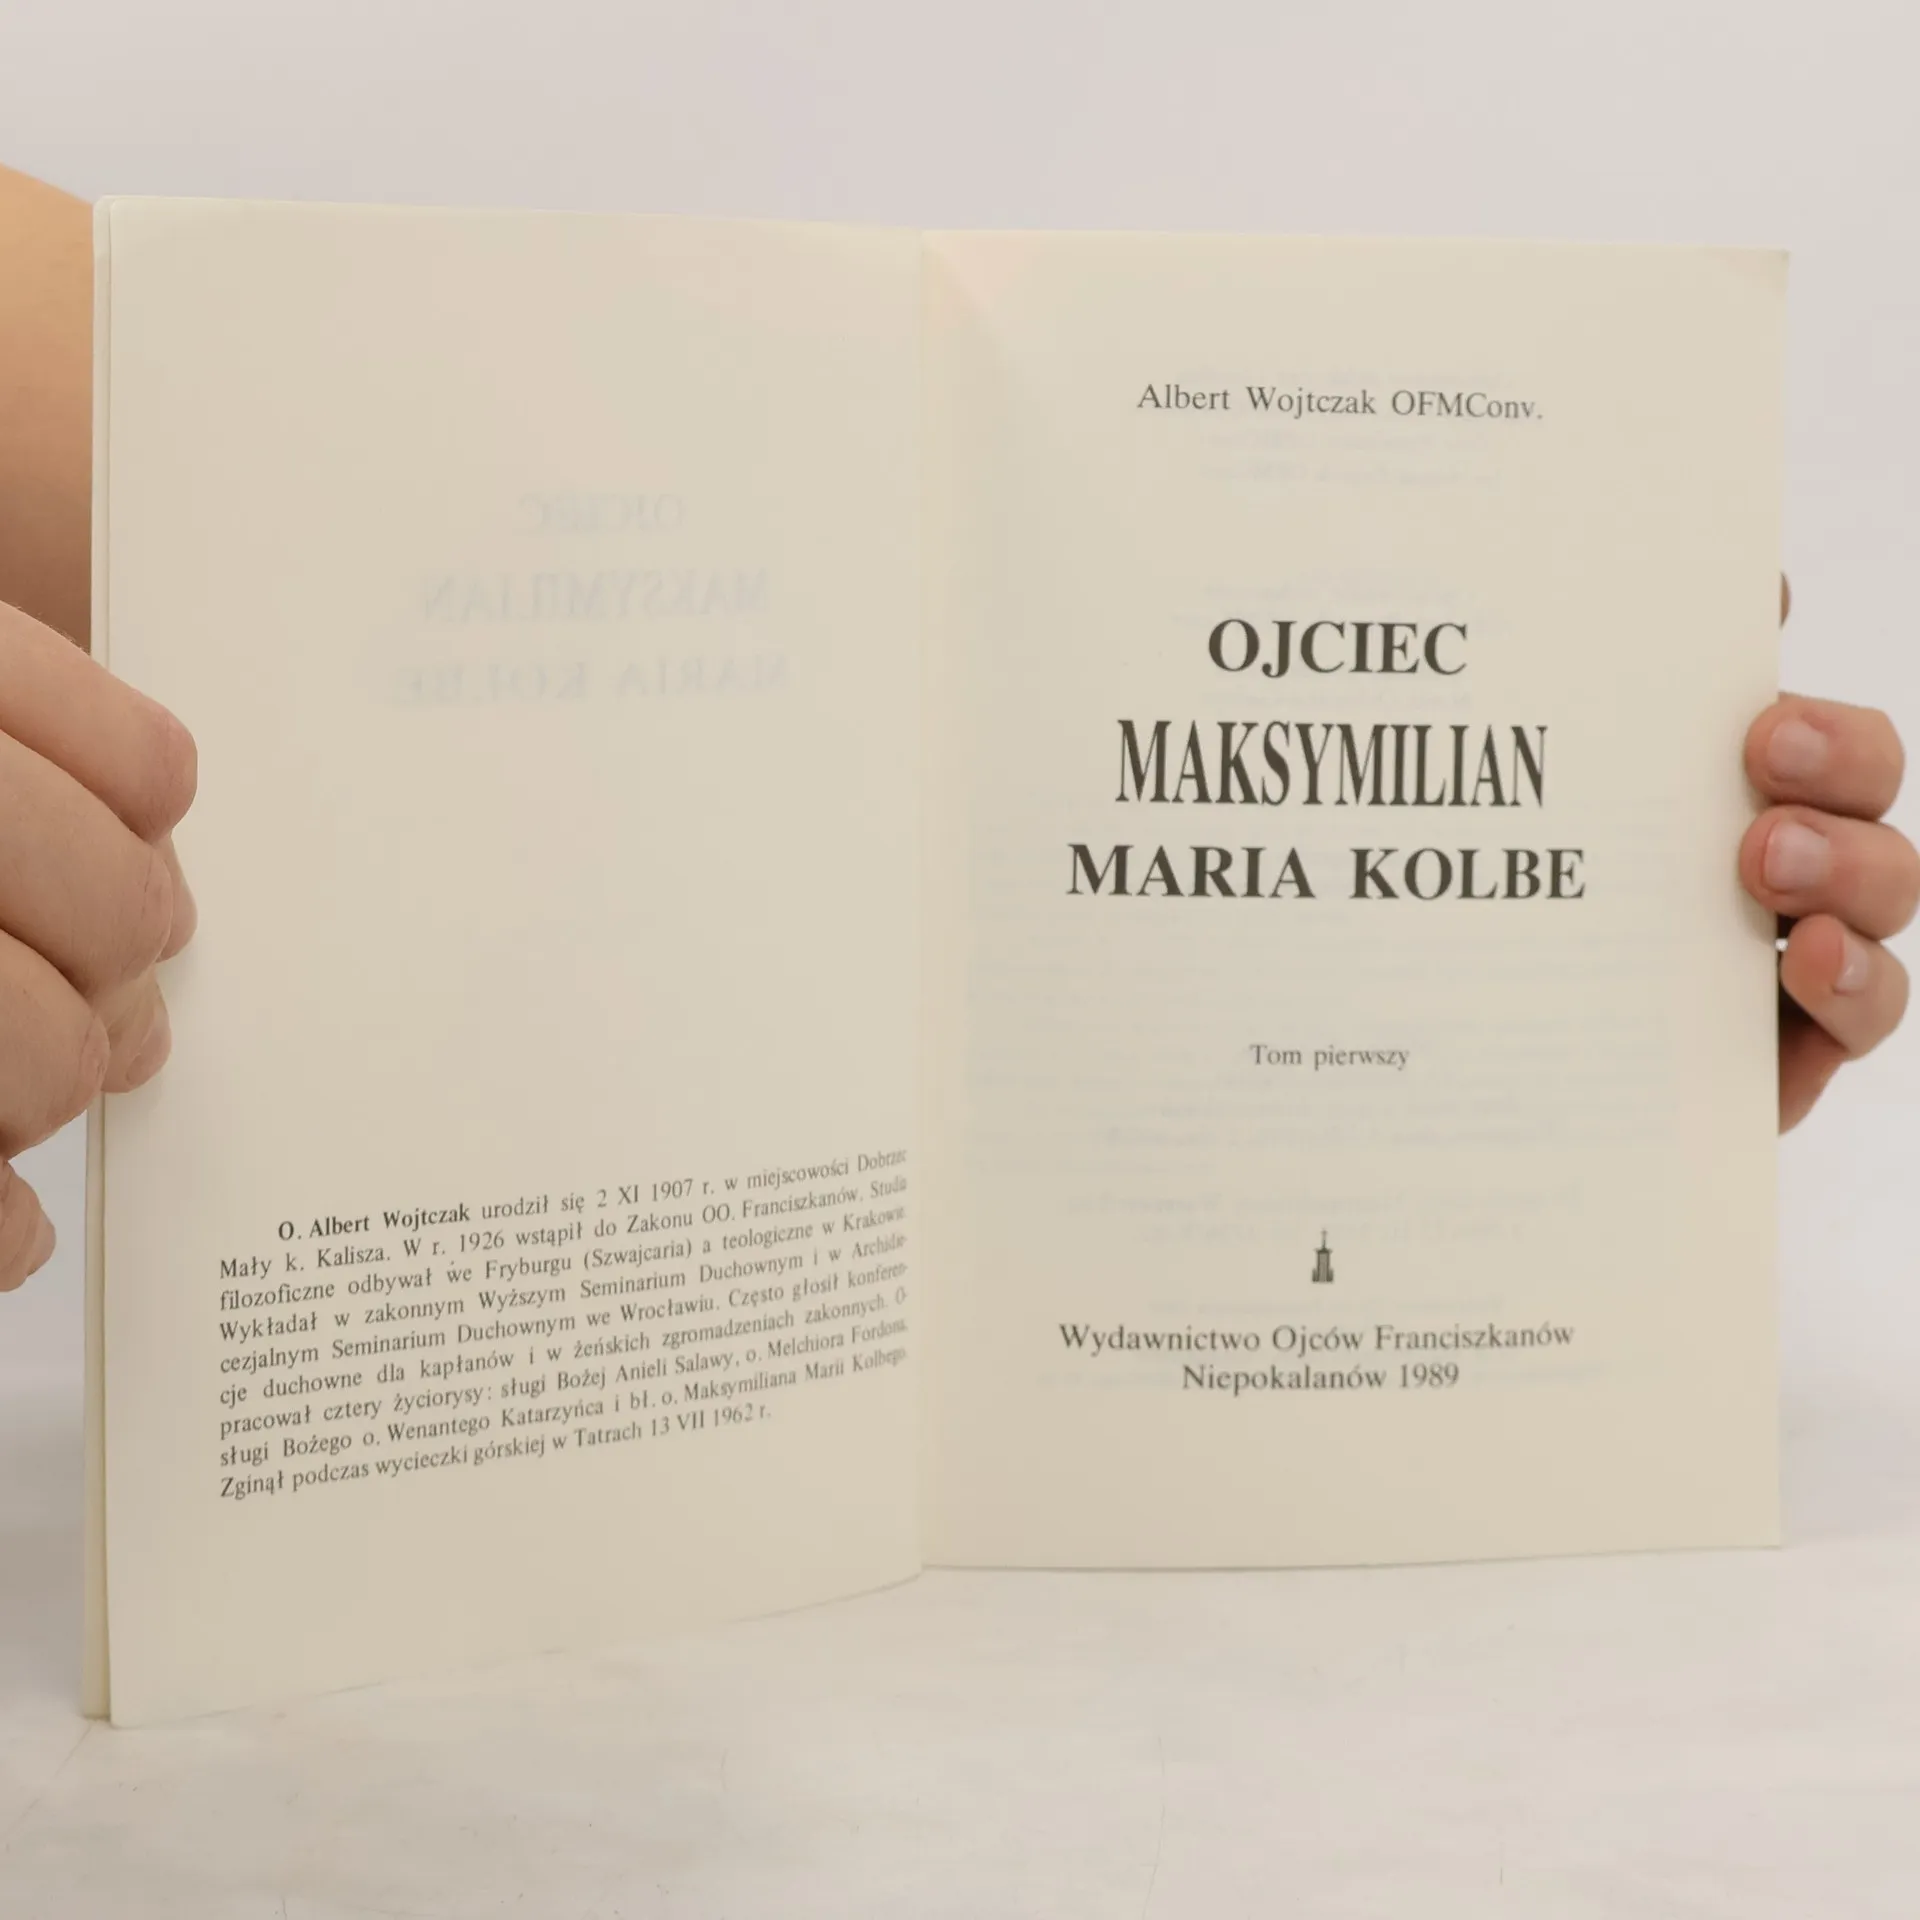 O. Albert Wojtczak urodził się 2 XI 1907 r. w miejscowości Dobrzec
Mały k. Kalisza. W r. 1926 wstąpił do Zakonu OO. Franciszkanów. Studia
filozoficzne odbywał we Fryburgu (Szwajcaria) a teologiczne w Krakowie.
Wykładał w zakonnym Wyższym Seminarium Duchownym i w Archidie-
cezjalnym Seminarium Duchownym we Wrocławiu. Często głosił konferen-
cje duchowne dla kapłanów i w żeńskich zgromadzeniach zakonnych. O-
pracował cztery życiorysy: sługi Bożej Anieli Salawy, o. Melchiora Fordona,
sługi Bożego o. Wenantego Katarzyńca i bł. o. Maksymiliana Marii Kolbego.
Zginął podczas wycieczki górskiej w Tatrach 13 VII 1962 r.
Albert Wojtczak OFMConv.
OJCIEC
MAKSYMILIAN
MARIA KOLBE
Tom pierwszy
Wydawnictwo Ojców Franciszkanów
Niepokalanów 1989